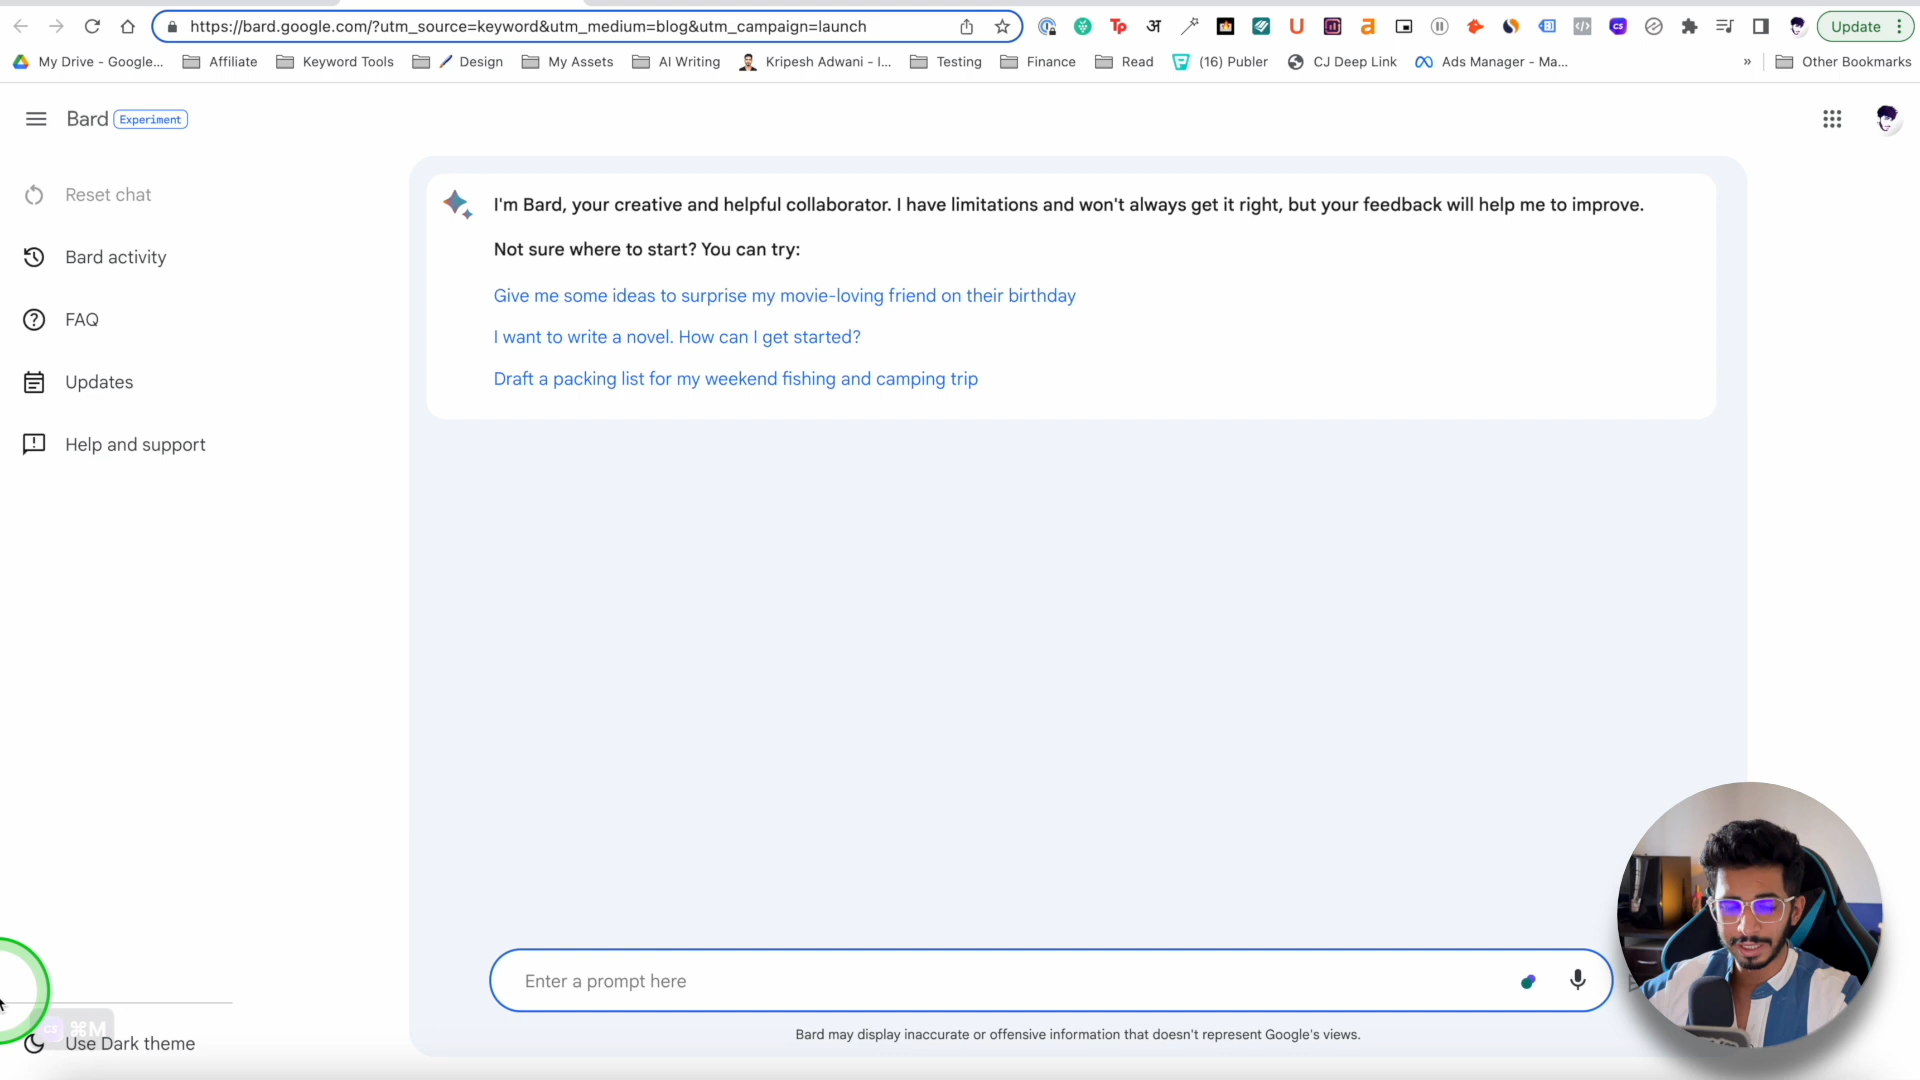 https://bard.google.com/?utm_source=keyword&utm_medium=blog&utm_campaign=launch
Tp
अ
U
a
CS
Update
My Drive - Google...
Affiliate
Keyword Tools
Design
My Assets
AI Writing
Kripesh Adwani - I...
Testing
Finance
Read
(16) Publer
CJ Deep Link
Ads Manager - Ma...
»
Other Bookmarks
Bard
Experiment
Reset chat
Bard activity
FAQ
Updates
Help and support
I'm Bard, your creative and helpful collaborator. I have limitations and won't always get it right, but your feedback will help me to improve.
Not sure where to start? You can try:
Give me some ideas to surprise my movie-loving friend on their birthday
I want to write a novel. How can I get started?
Draft a packing list for my weekend fishing and camping trip
Enter a prompt here
Bard may display inaccurate or offensive information that doesn't represent Google's views.
CS ⌘M
Use Dark theme